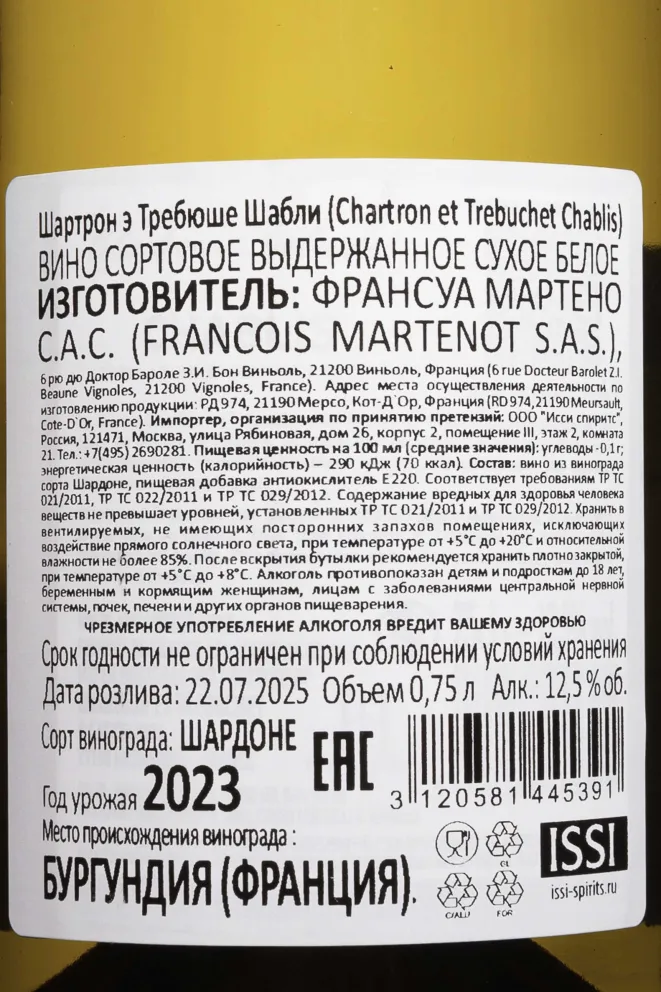 Шартрон э Требюше Шабли (Chartron et Trebuchet Chablis)
ВИНО СОРТОВОЕ ВЫДЕРЖАННОЕ СУХОЕ БЕЛОЕ
ИЗГОТОВИТЕЛЬ: ФРАНСУА МАРТЕНО
С.А.С. (FRANCOIS MARTENOT S.A.S.),
6 рю дю Доктор Бароле З.И. Бон Виньоль, 21200 Виньоль, Франция (6 rue Docteur Barolet Z.I.
Beaune Vignoles, 21200 Vignoles, France). Адрес места осуществления деятельности по
изготовлению продукции: РД 974, 21190 Мерсо, Кот-Д`Ор, Франция (RD 974, 21190 Meursault,
Cote-D`Or, France). Импортер, организация по принятию претензий: ООО "Исси спиритс",
Россия, 121471, Москва, улица Рябиновая, дом 26, корпус 2, помещение III, этаж 2, комната
21. Тел.: +7(495) 2690281. Пищевая ценность на 100 мл (средние значения): углеводы -0,1 г;
энергетическая ценность (калорийность) – 290 кДж (70 ккал). Состав: вино из винограда
сорта Шардоне, пищевая добавка антиокислитель Е220. Соответствует требованиям ТР ТС
021/2011, ТР ТС 022/2011 и ТР ТС 029/2012. Содержание вредных для здоровья человека
веществ не превышает уровней, установленных ТР ТС 021/2011 и ТР ТС 029/2012. Хранить в
вентилируемых, не имеющих посторонних запахов помещениях, исключающих
воздействие прямого солнечного света, при температуре от +5°С до +20°С и относительной
влажности не более 85%. После вскрытия бутылки рекомендуется хранить плотно закрытой,
при температуре от +5°С до +8°С. Алкоголь противопоказан детям и подросткам до 18 лет,
беременным и кормящим женщинам, лицам с заболеваниями центральной нервной
системы, почек, печени и других органов пищеварения.
ЧРЕЗМЕРНОЕ УПОТРЕБЛЕНИЕ АЛКОГОЛЯ ВРЕДИТ ВАШЕМУ ЗДОРОВЬЮ
Срок годности не ограничен при соблюдении условий хранения
Дата розлива: 22.07.2025 Объем 0,75 л Алк.: 12,5 % об.
Сорт винограда: ШАРДОНЕ
EAC
Год урожая 2023
3 120581 445391
Место происхождения винограда :
БУРГУНДИЯ (ФРАНЦИЯ).
GL
C/ALU
FOR
ISSI
issi-spirits.ru